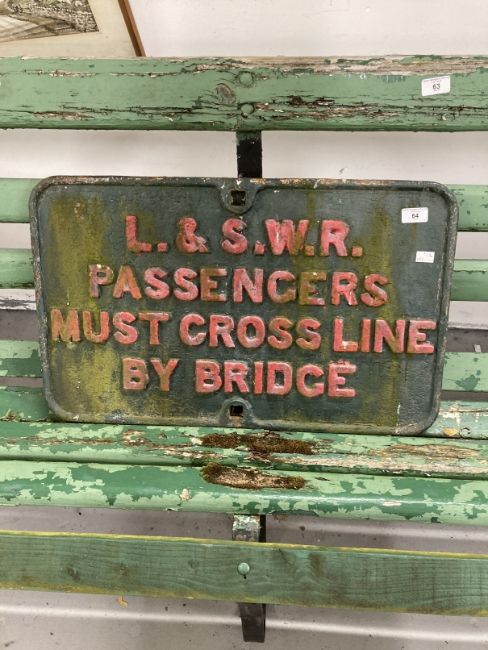 63
64
L. & S.W.R.
PASSENGERS
MUST CROSS LINE
BY BRIDGE